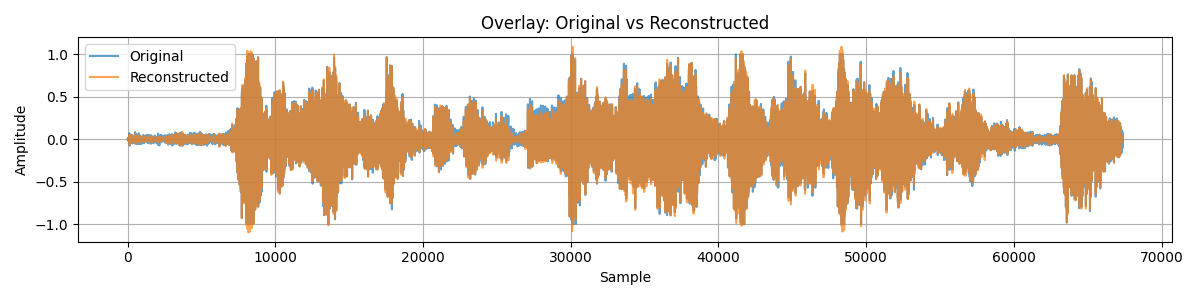 Overlay: Original vs Reconstructed
Original
Reconstructed
Amplitude
1.0
0.5
0.0
−0.5
−1.0
0 10000 20000 30000 40000 50000 60000 70000
Sample